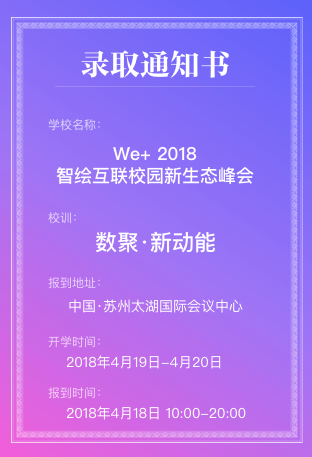 录取通知书
学校名称：
We+ 2018
智绘互联校园新生态峰会
校训：
数聚·新动能
报到地址：
中国·苏州太湖国际会议中心
开学时间：
2018年4月19日-4月20日
报到时间：
2018年4月18日 10:00-20:00